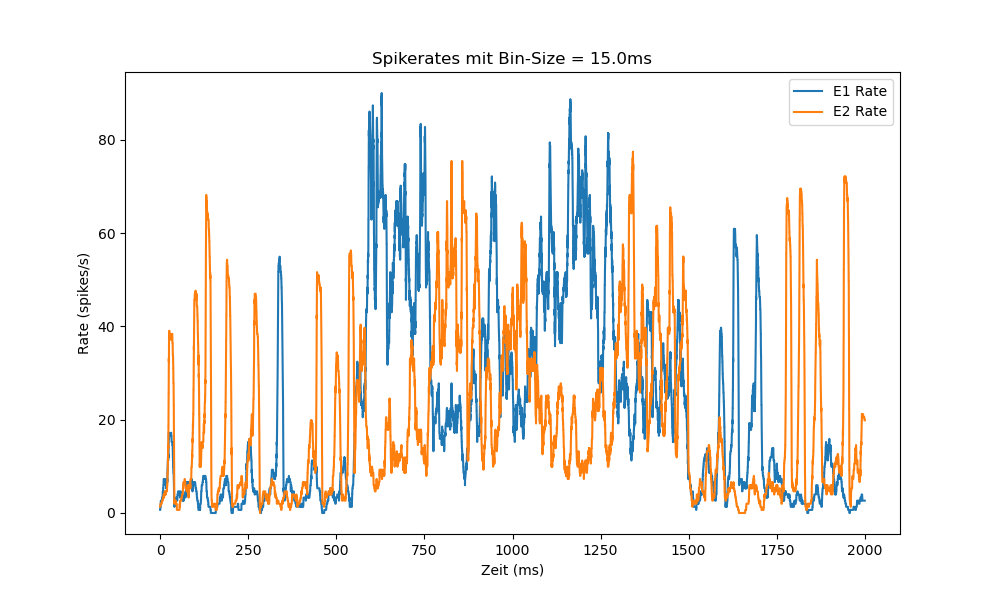 Spikerates mit Bin-Size = 15.0ms
E1 Rate
E2 Rate
Rate (spikes/s)
80
60
40
20
0
0 250 500 750 1000 1250 1500 1750 2000
Zeit (ms)